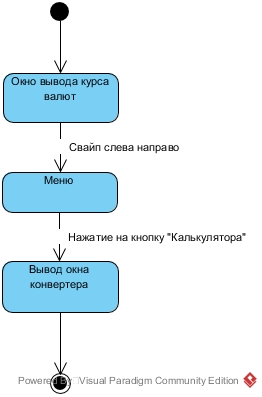 Окно вывода курса
валют
Свайп слева направо
Меню
Нажатие на кнопку "Калькулятора"
Вывод окна
конвертера
Powered By Visual Paradigm Community Edition